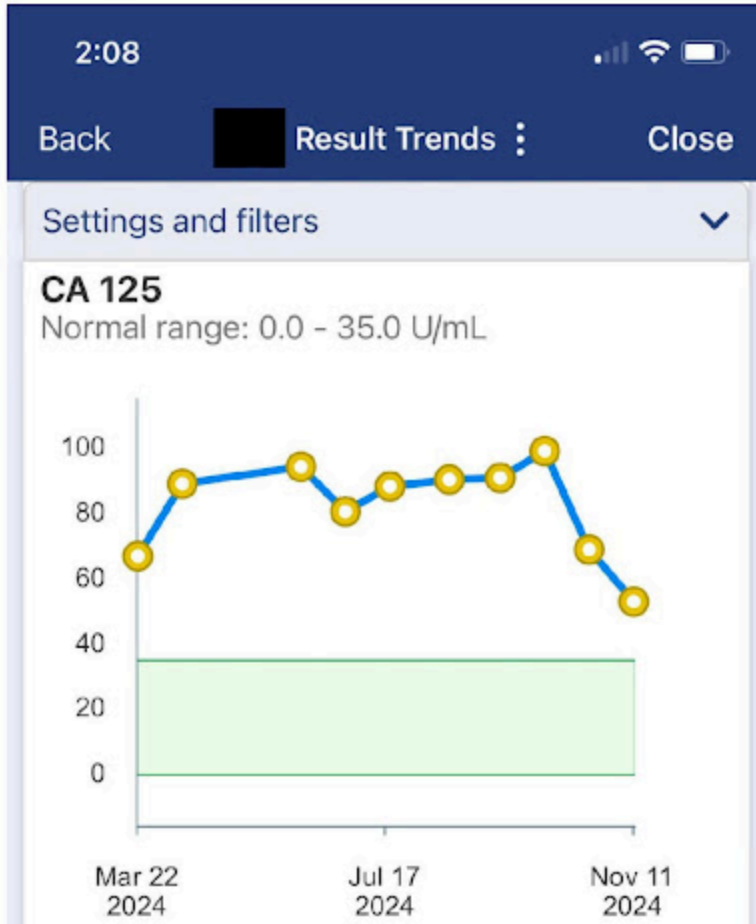 2:08
Back Result Trends Close
Settings and filters
CA 125
Normal range: 0.0 - 35.0 U/mL
100
80
60
40
20
0
Mar 22 Jul 17 Nov 11
2024 2024 2024